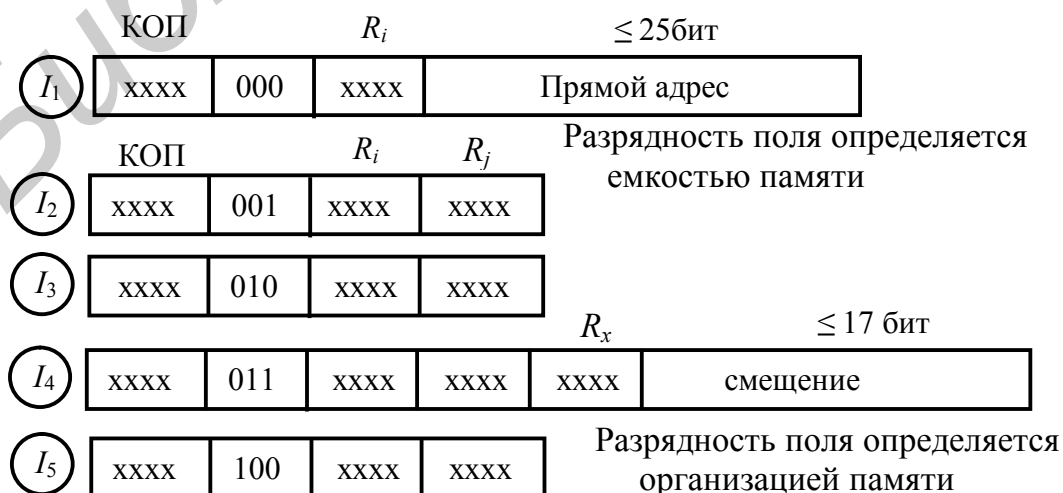 КОП R_i ≤ 25бит
I_1 xxxx 000 xxxx Прямой адрес
Разрядность поля определяется
емкостью памяти
КОП R_i R_j
I_2 xxxx 001 xxxx xxxx
I_3 xxxx 010 xxxx xxxx
R_x ≤ 17 бит
I_4 xxxx 011 xxxx xxxx xxxx смещение
Разрядность поля определяется
организацией памяти
I_5 xxxx 100 xxxx xxxx